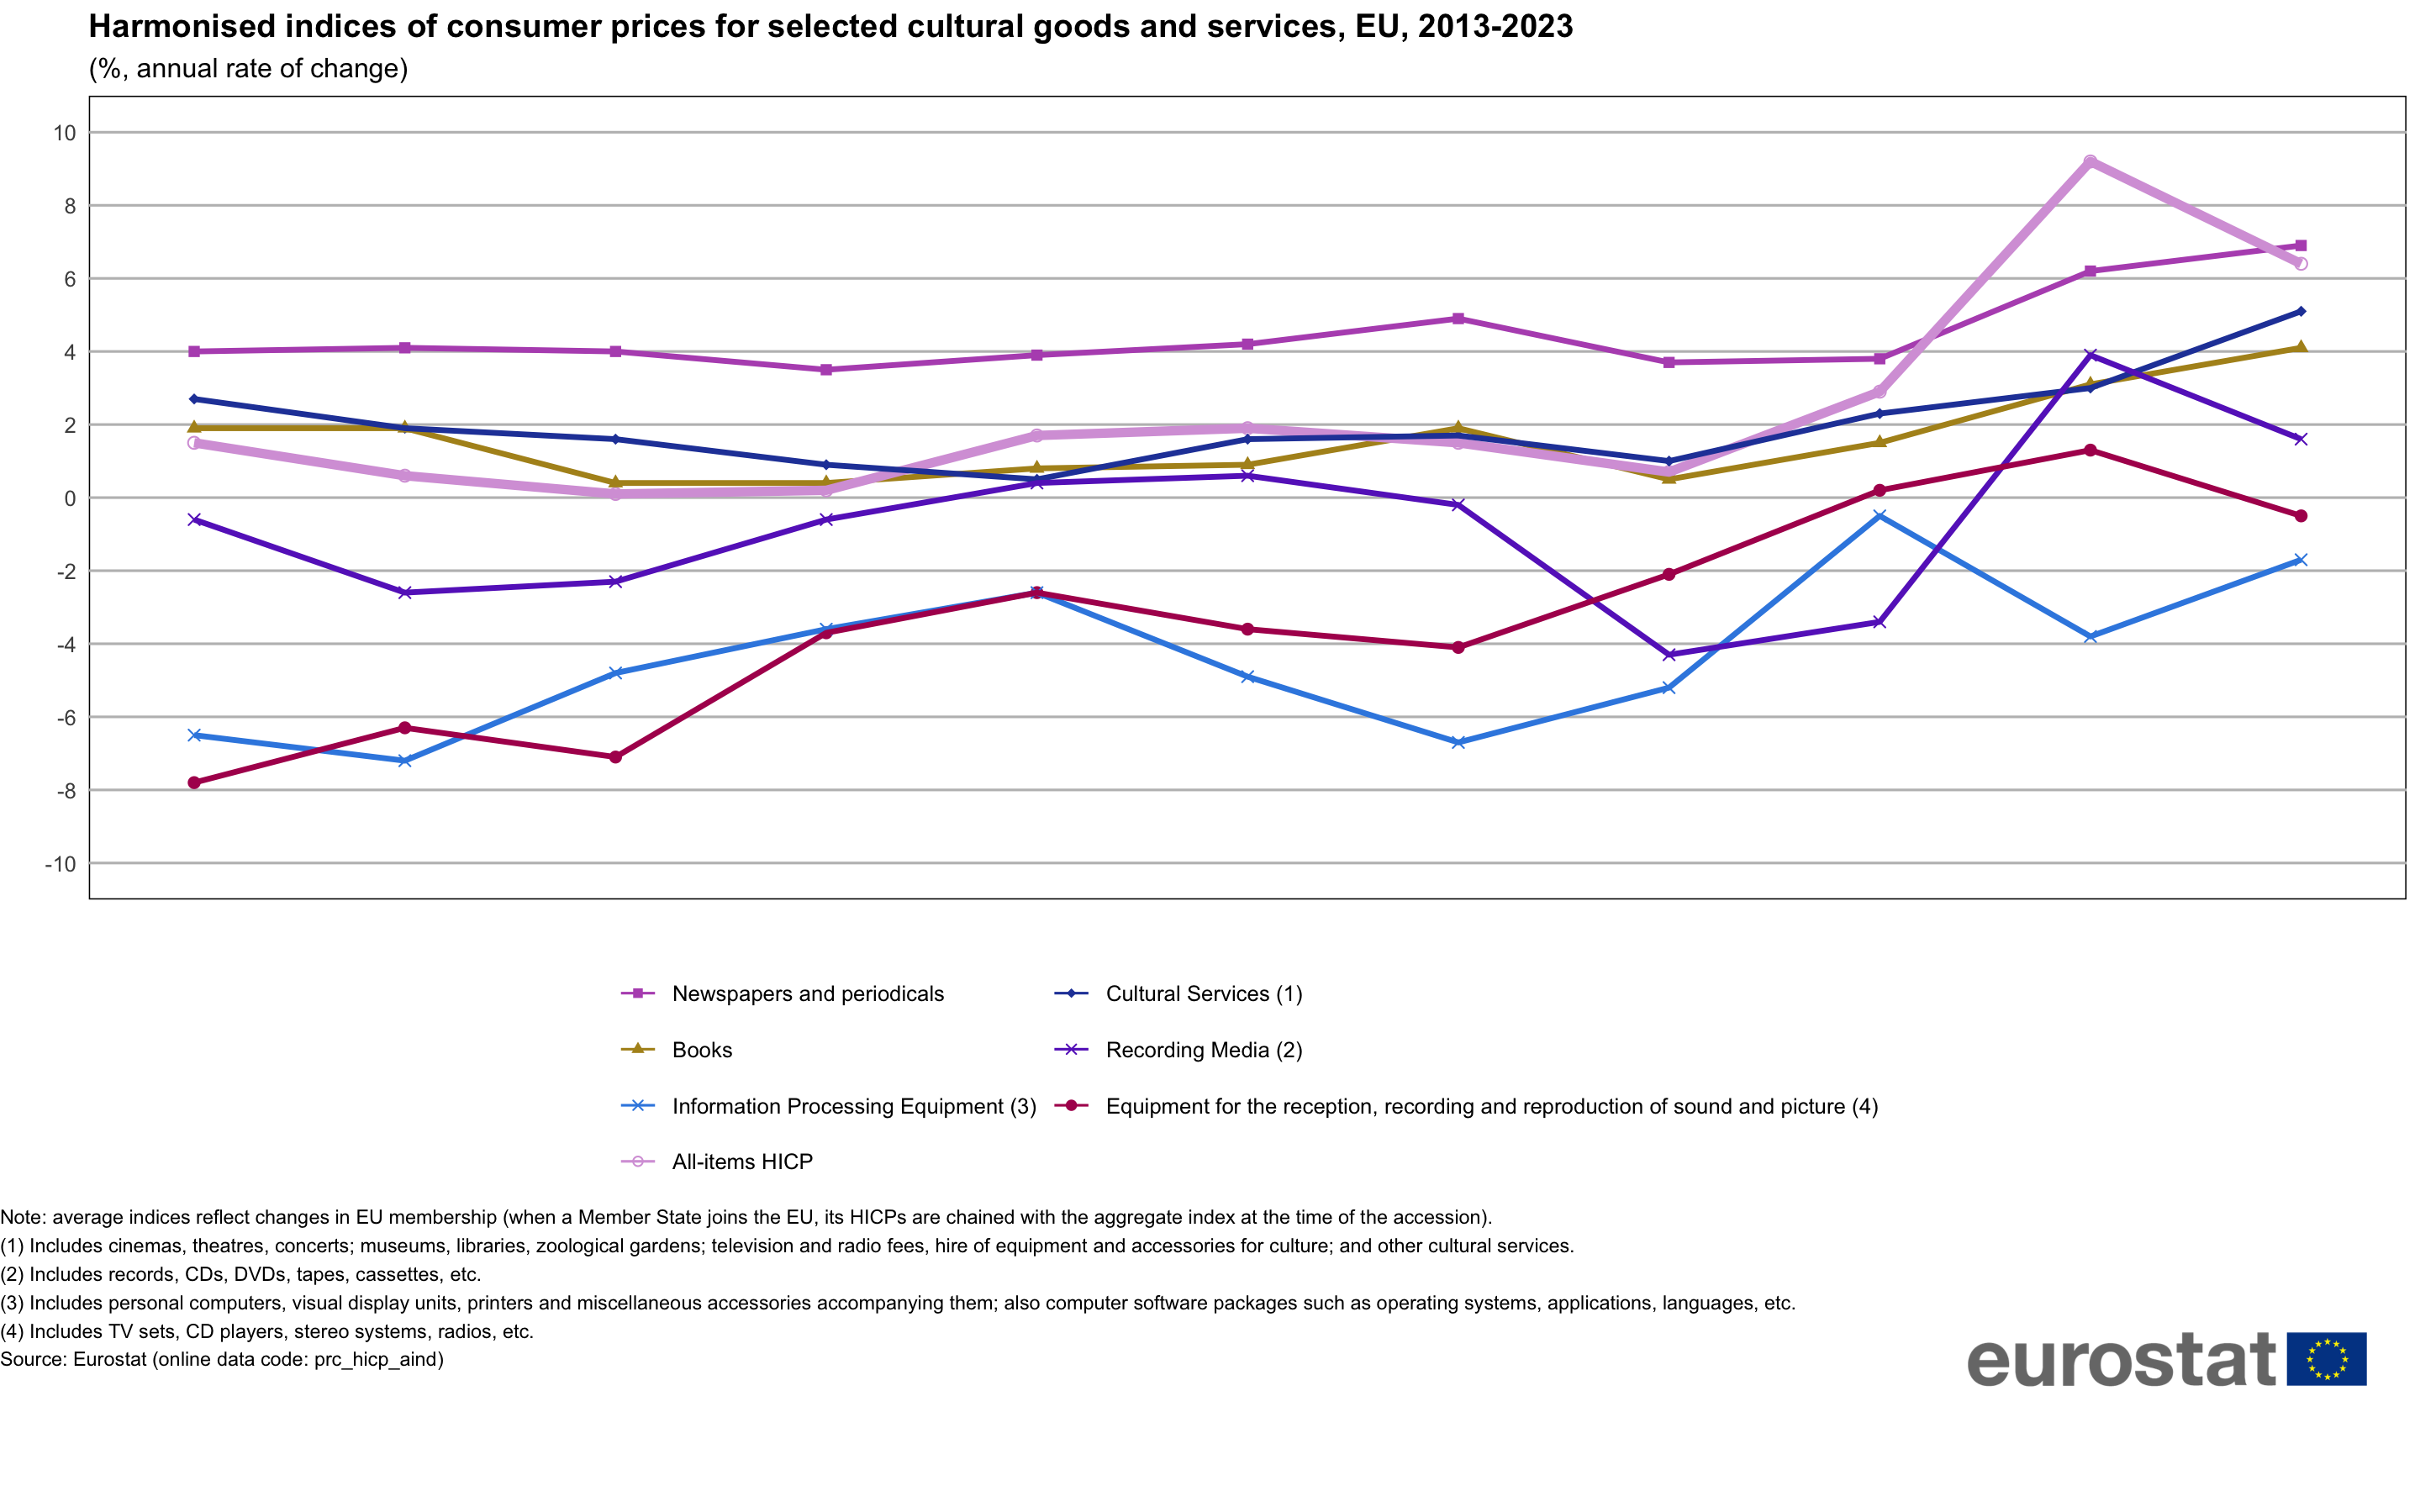 Harmonised indices of consumer prices for selected cultural goods and services, EU, 2013-2023
(%, annual rate of change)
10
8
6
4
2
0
-2
-4
-6
-8
-10
Newspapers and periodicals
Cultural Services (1)
Books
Recording Media (2)
Information Processing Equipment (3)
Equipment for the reception, recording and reproduction of sound and picture (4)
All-items HICP
Note: average indices reflect changes in EU membership (when a Member State joins the EU, its HICPs are chained with the aggregate index at the time of the accession).
(1) Includes cinemas, theatres, concerts; museums, libraries, zoological gardens; television and radio fees, hire of equipment and accessories for culture; and other cultural services.
(2) Includes records, CDs, DVDs, tapes, cassettes, etc.
(3) Includes personal computers, visual display units, printers and miscellaneous accessories accompanying them; also computer software packages such as operating systems, applications, languages, etc.
(4) Includes TV sets, CD players, stereo systems, radios, etc.
Source: Eurostat (online data code: prc_hicp_aind)
eurostat